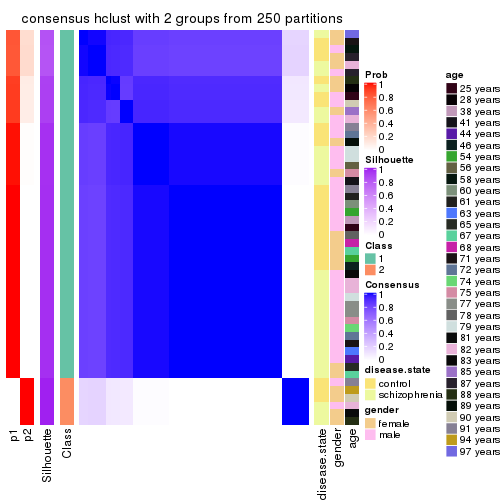 consensus hclust with 2 groups from 250 partitions
p1
p2
Silhouette
Class
disease.state
gender
age
Prob
1
0.8
0.6
0.4
0.2
0
Silhouette
1
0.8
0.6
0.4
0.2
0
Class
1
2
Consensus
1
0.8
0.6
0.4
0.2
0
disease.state
control
schizophrenia
gender
female
male
age
25 years
28 years
38 years
41 years
44 years
46 years
54 years
56 years
58 years
60 years
61 years
63 years
65 years
67 years
68 years
71 years
72 years
74 years
75 years
77 years
78 years
79 years
81 years
82 years
83 years
85 years
87 years
88 years
89 years
90 years
91 years
94 years
97 years